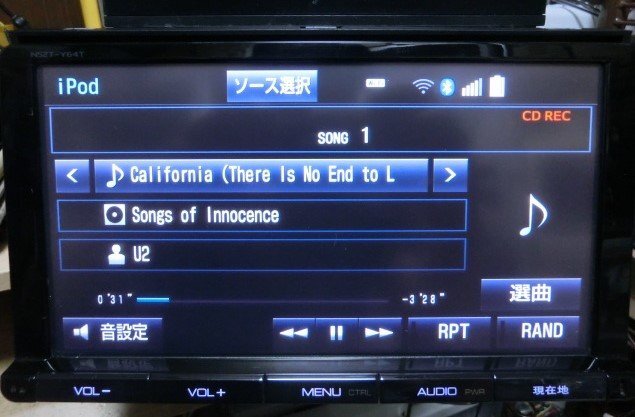 NSZT-Y64T
iPod
ソース選択
CD REC
SONG 1
< California (There Is No End to L >
Songs of Innocence
U2
0'31" -3'28"
選曲
音設定
RPT
RAND
VOL− VOL+ MENU CTRL AUDIO PWR 現在地